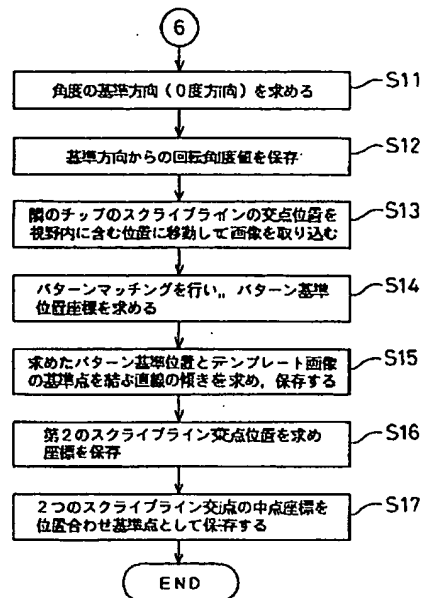 6
角度の基準方向（0度方向）を求める
S11
基準方向からの回転角度値を保存
S12
隣のチップのスクライブラインの交点位置を
視野内に含む位置に移動して画像を取り込む
S13
パターンマッチングを行い、パターン基準
位置座標を求める
S14
求めたパターン基準位置とテンプレート画像
の基準点を結ぶ直線の傾きを求め，保存する
S15
第2のスクライブライン交点位置を求め
座標を保存
S16
2つのスクライブライン交点の中点座標を
位置合わせ基準点として保存する
S17
END